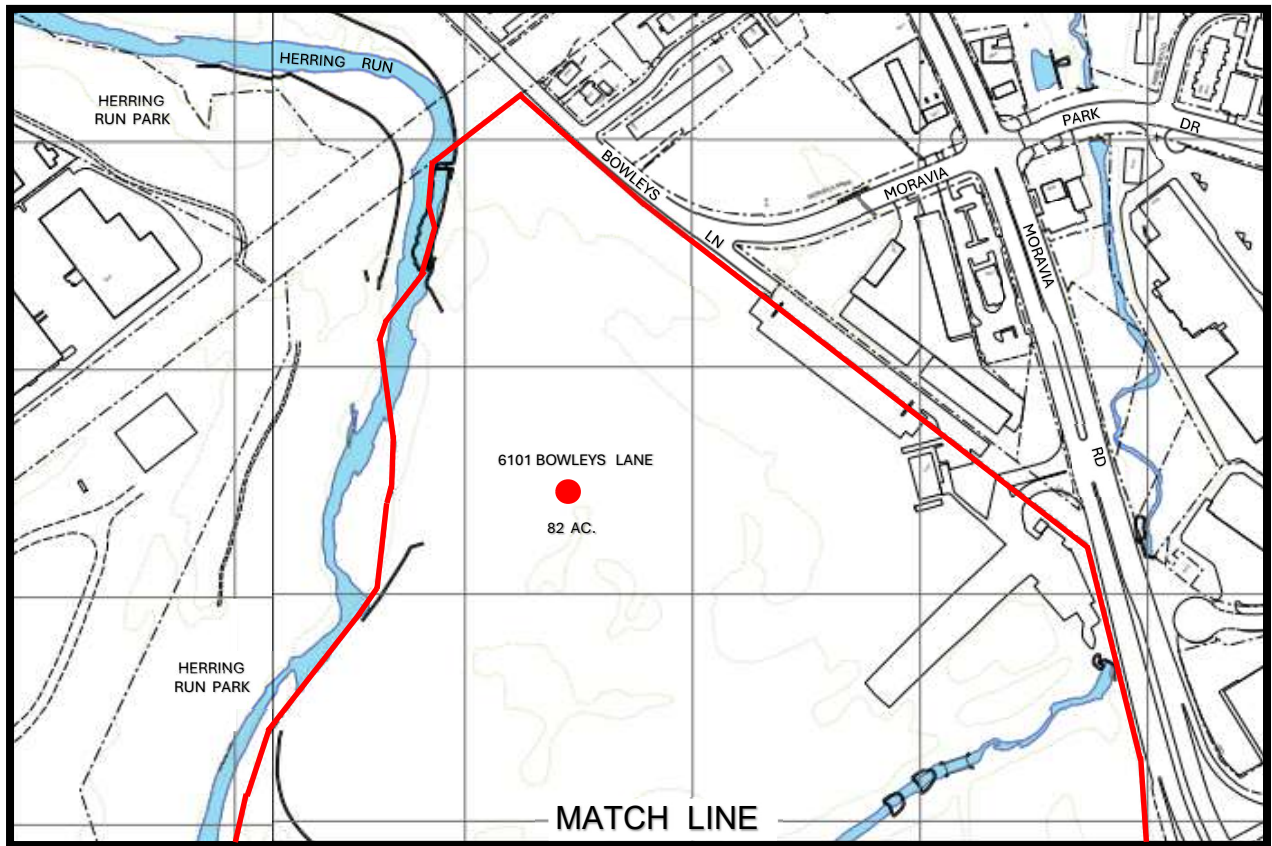 HERRING RUN
HERRING
RUN PARK
PARK
DR
BOWLEYS
LN
MORAVIA
MORAVIA
RD
6101 BOWLEYS LANE
82 AC.
HERRING
RUN PARK
MATCH LINE